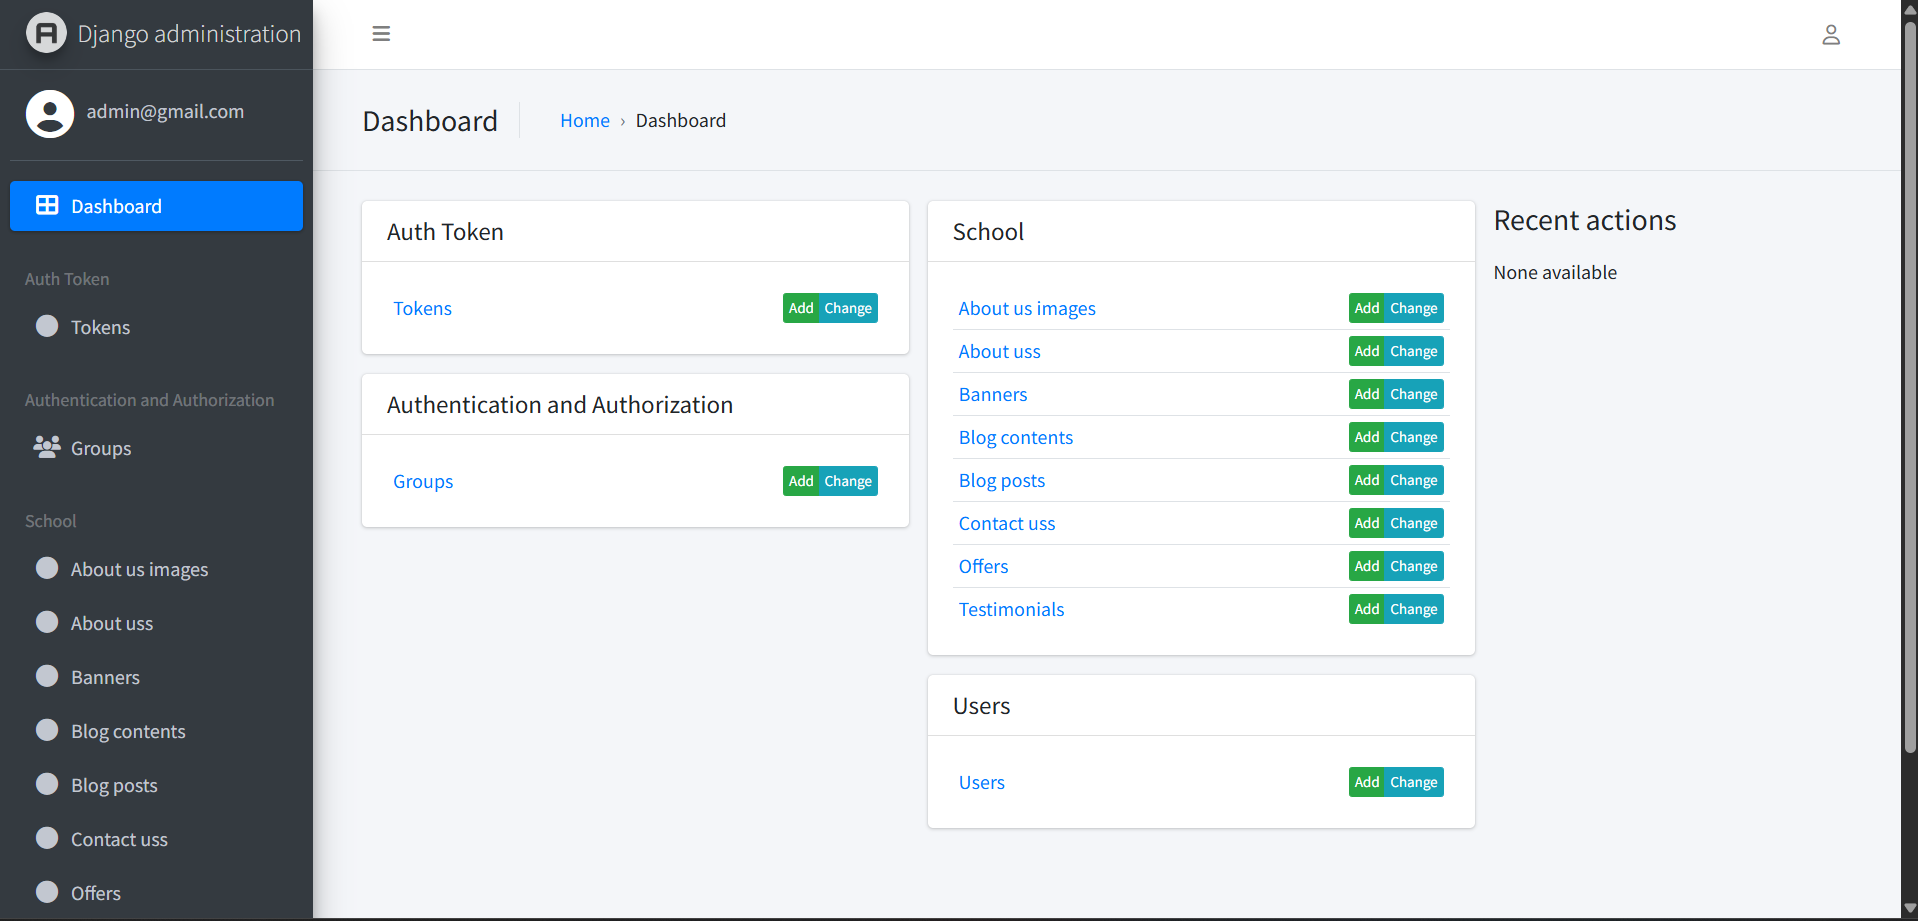 Django administration
admin@gmail.com
Dashboard
Auth Token
Tokens
Authentication and Authorization
Groups
School
About us images
About uss
Banners
Blog contents
Blog posts
Contact uss
Offers
Dashboard
Home › Dashboard
Auth Token
Tokens Add Change
Authentication and Authorization
Groups Add Change
School
About us images Add Change
About uss Add Change
Banners Add Change
Blog contents Add Change
Blog posts Add Change
Contact uss Add Change
Offers Add Change
Testimonials Add Change
Users
Users Add Change
Recent actions
None available